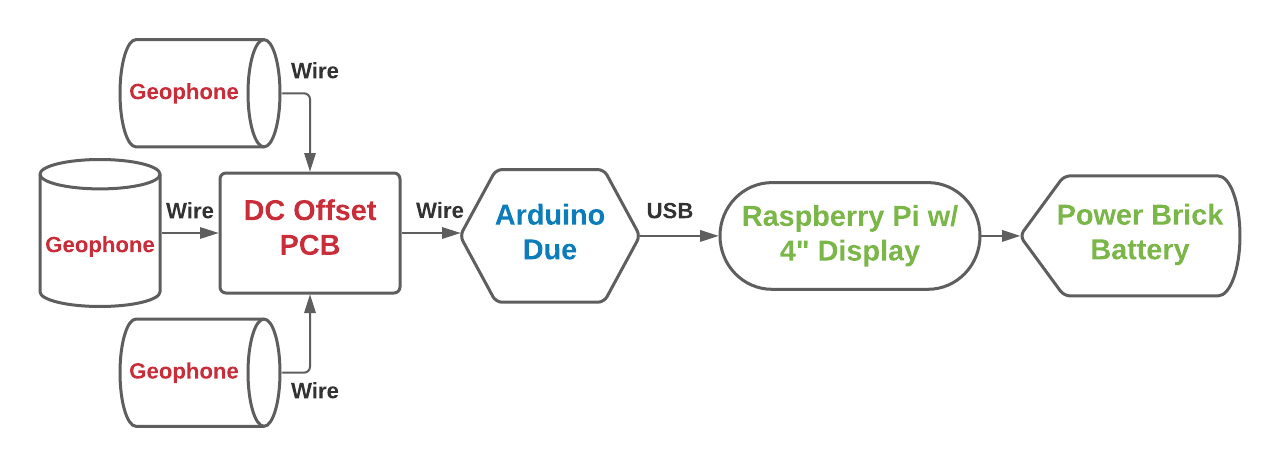 Geophone
Wire
Geophone
Wire
DC Offset
PCB
Wire
Arduino
Due
USB
Raspberry Pi w/
4" Display
Power Brick
Battery
Geophone
Wire